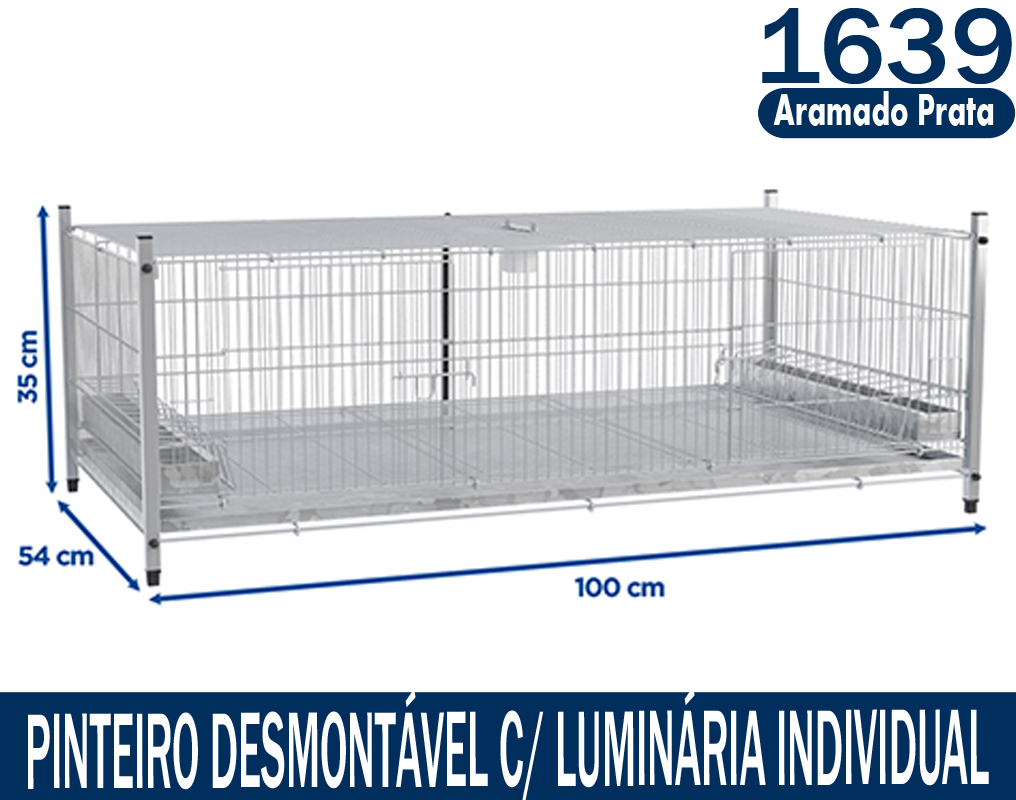 1639
Aramado Prata
35 cm
54 cm
100 cm
PINTEIRO DESMONTÁVEL C/ LUMINÁRIA INDIVIDUAL